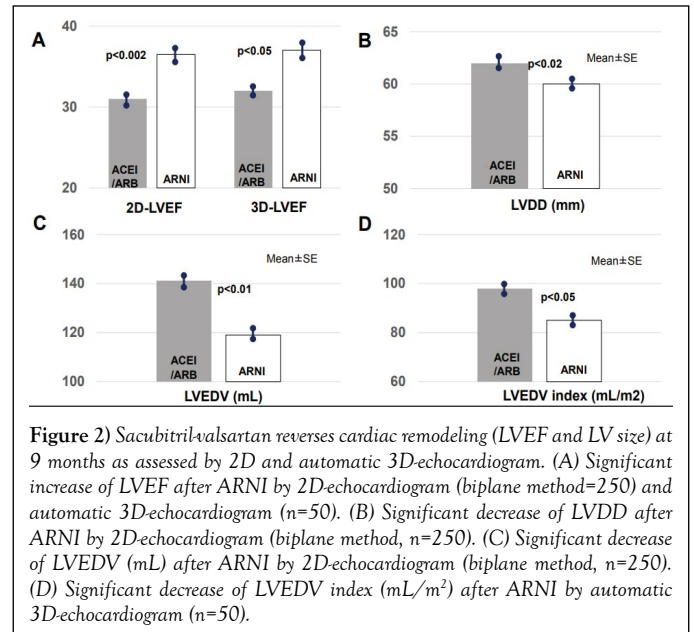 A
40
30
20
p<0.002
p<0.05
ACEI
/ARB
ARNI
ACEI
/ARB
ARNI
2D-LVEF
3D-LVEF
B
65
60
55
50
p<0.02
Mean±SE
ACEI
/ARB
ARNI
LVDD (mm)
C
160
140
120
100
Mean±SE
p<0.01
ACEI
/ARB
ARNI
LVEDV (mL)
D
120
100
80
60
Mean±SE
p<0.05
ACEI
/ARB
ARNI
LVEDV index (mL/m2)
Figure 2) Sacubitril-valsartan reverses cardiac remodeling (LVEF and LV size) at
9 months as assessed by 2D and automatic 3D-echocardiogram. (A) Significant
increase of LVEF after ARNI by 2D-echocardiogram (biplane method=250) and
automatic 3D-echocardiogram (n=50). (B) Significant decrease of LVDD after
ARNI by 2D-echocardiogram (biplane method, n=250). (C) Significant decrease
of LVEDV (mL) after ARNI by 2D-echocardiogram (biplane method, n=250).
(D) Significant decrease of LVEDV index (mL/m²) after ARNI by automatic
3D-echocardiogram (n=50).